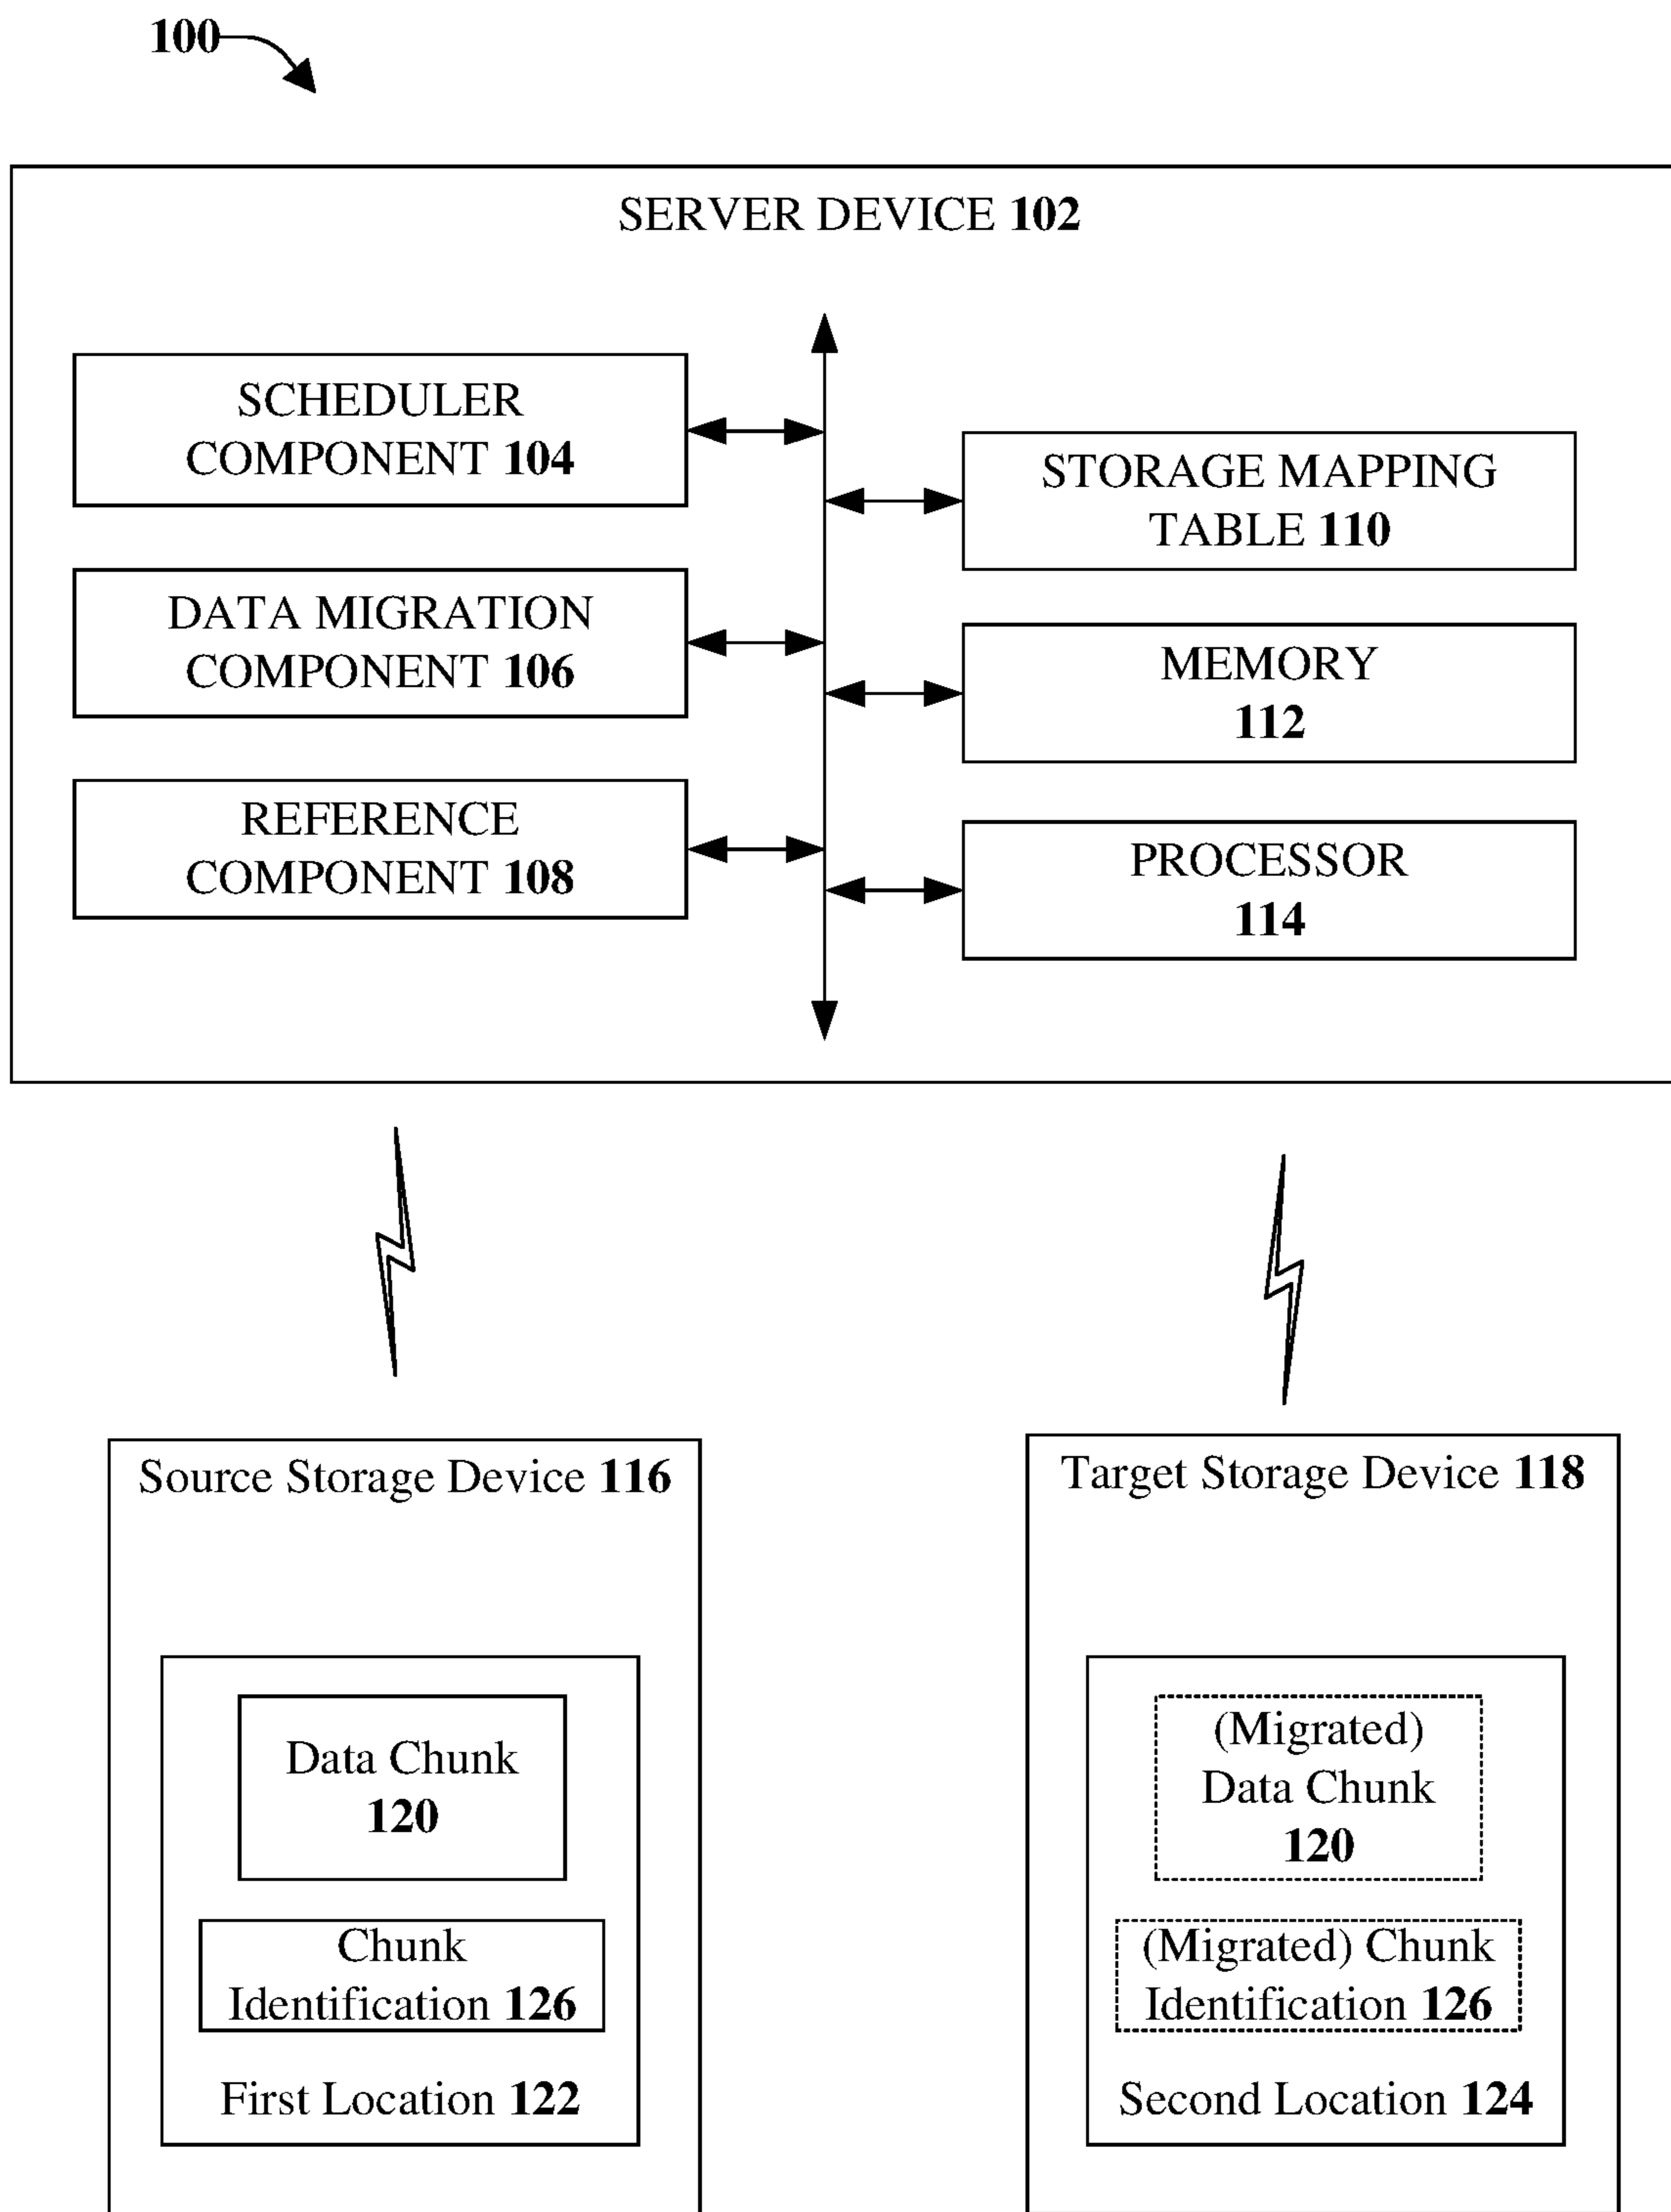 100
SERVER DEVICE 102
SCHEDULER
COMPONENT 104
DATA MIGRATION
COMPONENT 106
REFERENCE
COMPONENT 108
STORAGE MAPPING
TABLE 110
MEMORY
112
PROCESSOR
114
Source Storage Device 116
Data Chunk
120
Chunk
Identification 126
First Location 122
Target Storage Device 118
(Migrated)
Data Chunk
120
(Migrated) Chunk
Identification 126
Second Location 124